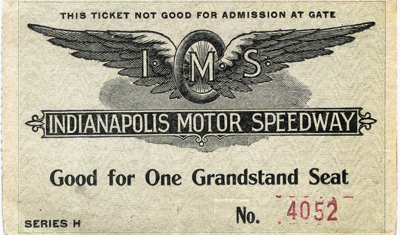 THIS TICKET NOT GOOD FOR ADMISSION AT GATE
I. M. S.
INDIANAPOLIS MOTOR SPEEDWAY
Good for One Grandstand Seat
SERIES H No. 4052